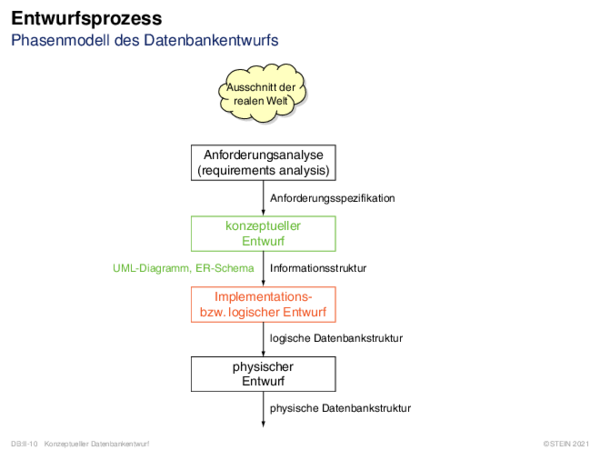 Entwurfsprozess
Phasenmodell des Datenbankentwurfs
Ausschnitt der
realen Welt
Anforderungsanalyse
(requirements analysis)
Anforderungsspezifikation
konzeptueller
Entwurf
UML-Diagramm, ER-Schema
Informationsstruktur
Implementations-
bzw. logischer Entwurf
logische Datenbankstruktur
physischer
Entwurf
physische Datenbankstruktur
DB:II-10 Konzeptueller Datenbankentwurf
©STEIN 2021